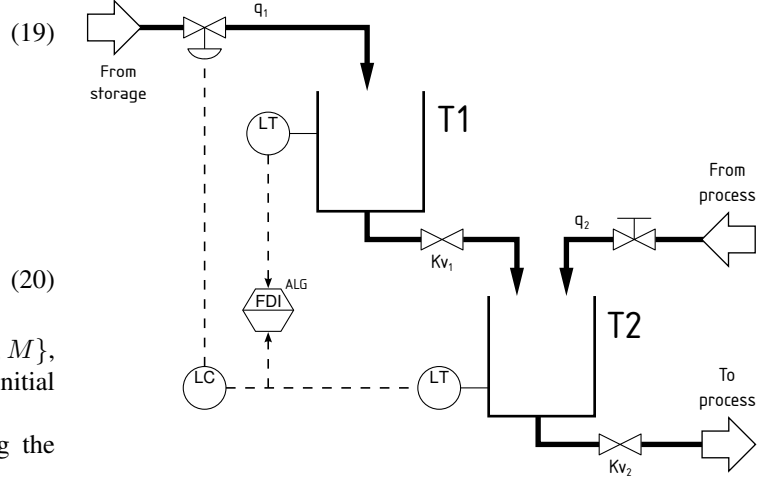 (19)
(20)
M},
nitial
g the
q₁
From
storage
LT
T1
From
process
q₂
Kv₁
ALG
FDI
T2
LC
LT
To
process
Kv₂